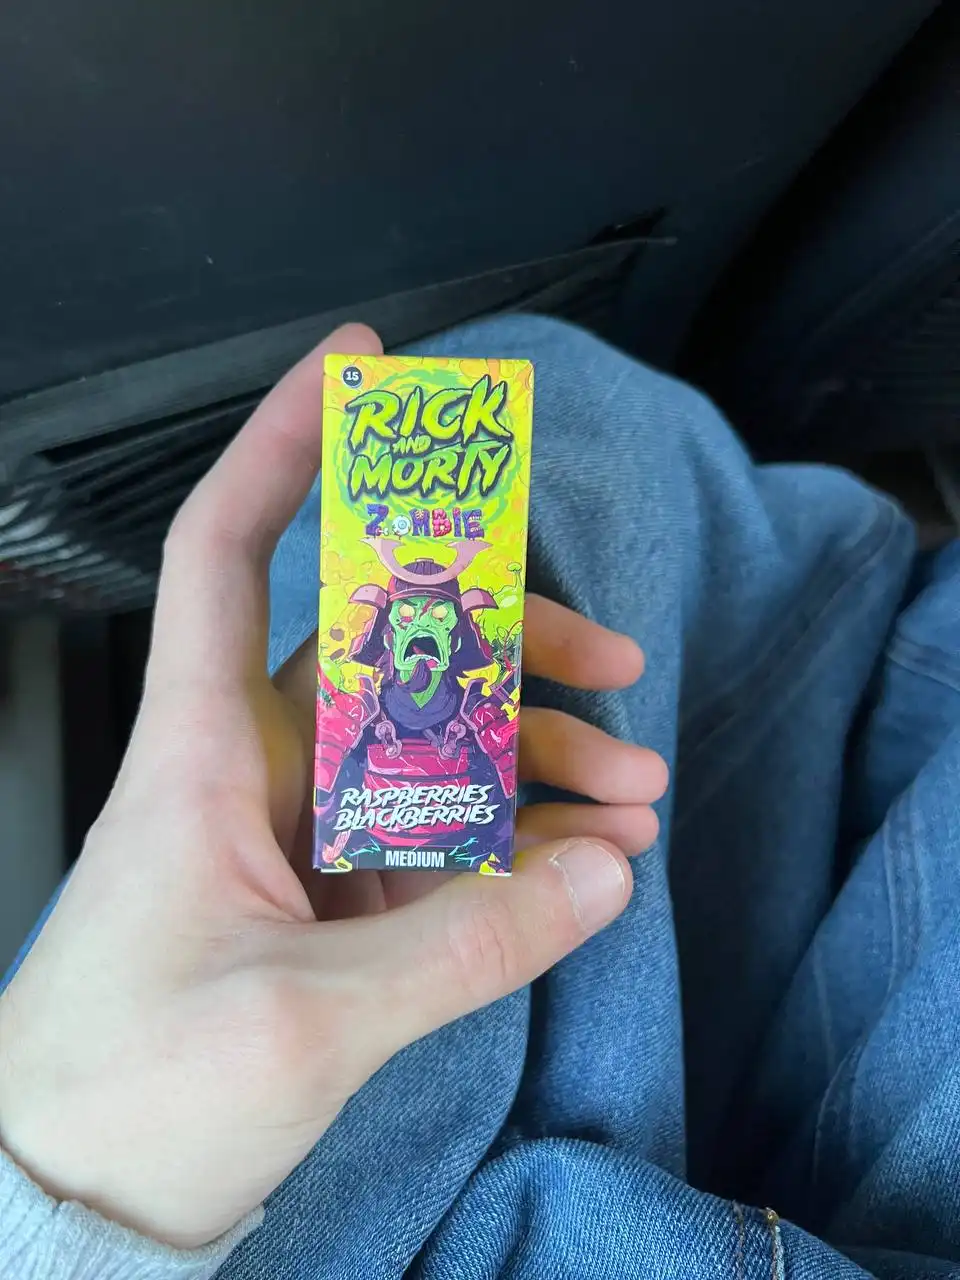 15
RICK
AND
MORTY
ZOMBIE
RASPBERRIES
BLACKBERRIES
MEDIUM